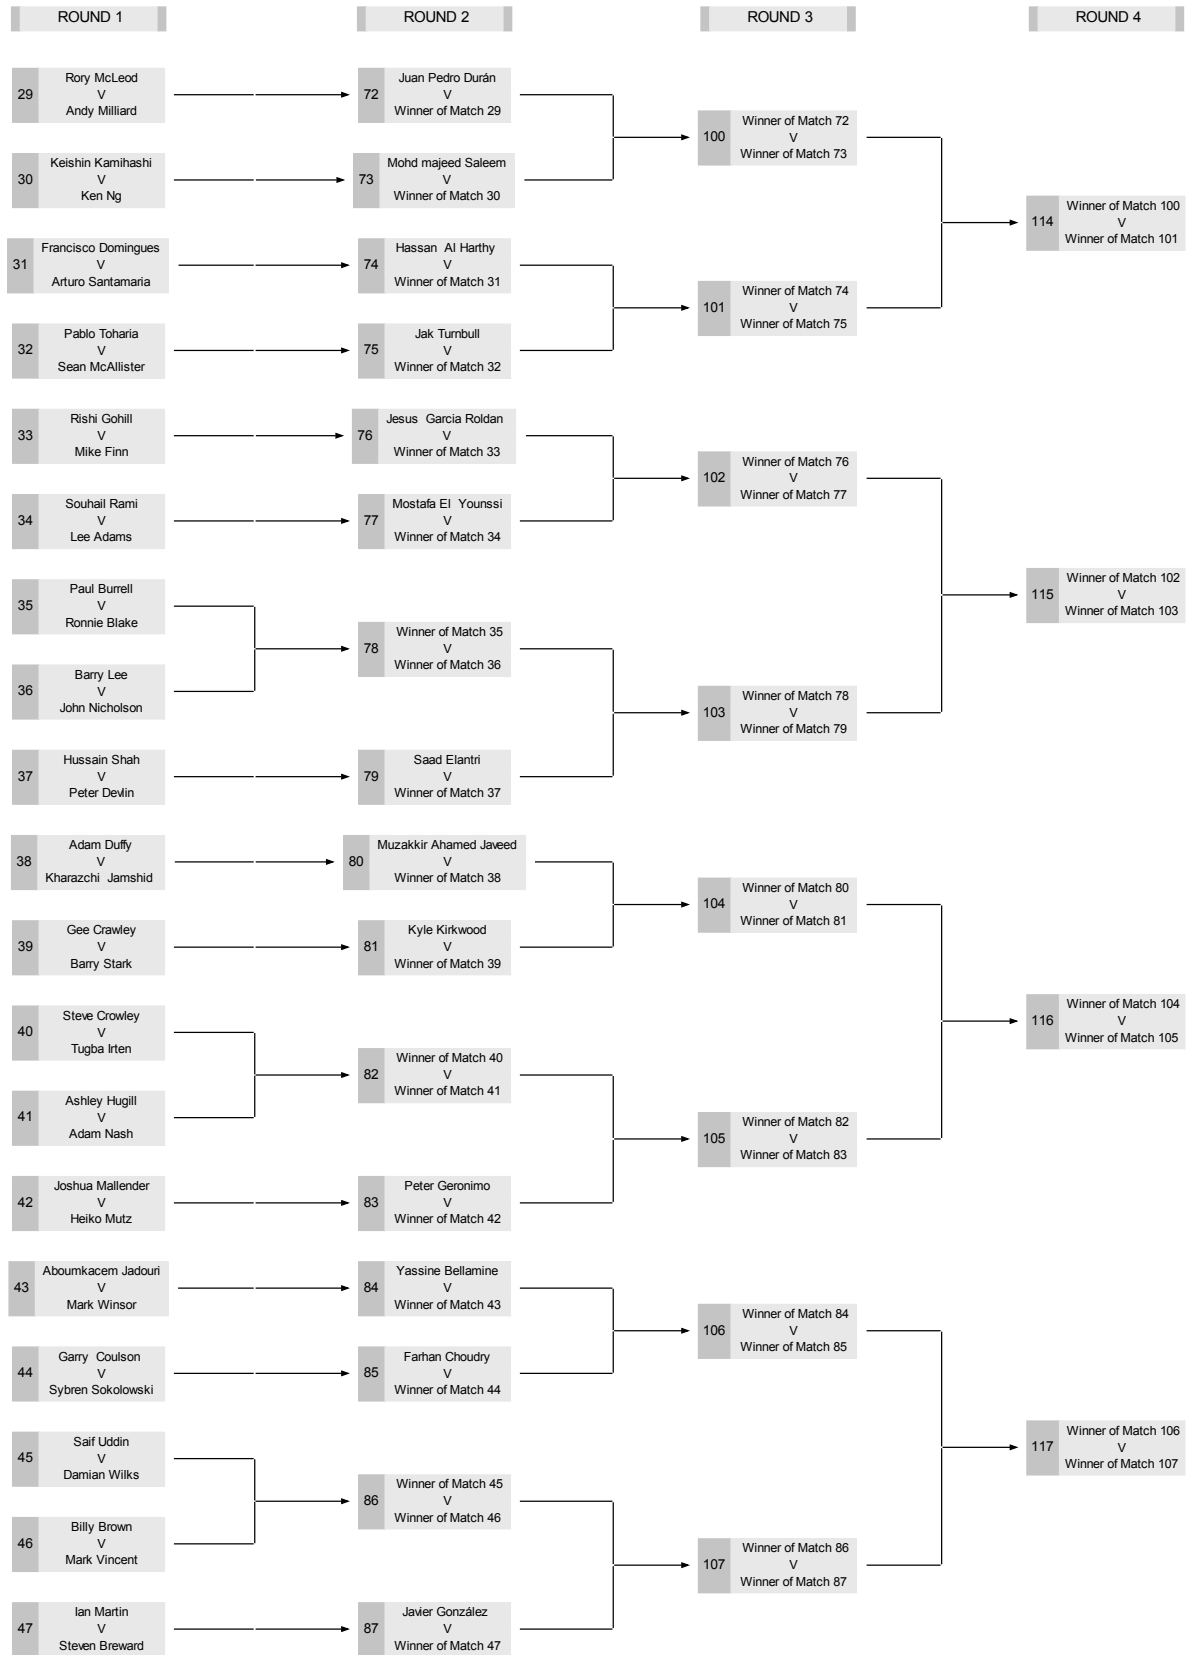 ROUND 1
ROUND 2
ROUND 3
ROUND 4
29
Rory McLeod
V
Andy Milliard
30
Keishin Kamihashi
V
Ken Ng
31
Francisco Domingues
V
Arturo Santamaria
32
Pablo Toharia
V
Sean McAllister
33
Rishi Gohill
V
Mike Finn
34
Souhail Rami
V
Lee Adams
35
Paul Burrell
V
Ronnie Blake
36
Barry Lee
V
John Nicholson
37
Hussain Shah
V
Peter Devlin
38
Adam Duffy
V
Kharazchi Jamshid
39
Gee Crawley
V
Barry Stark
40
Steve Crowley
V
Tugba Irten
41
Ashley Hugill
V
Adam Nash
42
Joshua Mallender
V
Heiko Mutz
43
Aboumkacem Jadouri
V
Mark Winsor
44
Garry Coulson
V
Sybren Sokolowski
45
Saif Uddin
V
Damian Wilks
46
Billy Brown
V
Mark Vincent
47
Ian Martin
V
Steven Breward
72
Juan Pedro Durán
V
Winner of Match 29
73
Mohd majeed Saleem
V
Winner of Match 30
74
Hassan Al Harthy
V
Winner of Match 31
75
Jak Turnbull
V
Winner of Match 32
76
Jesus Garcia Roldan
V
Winner of Match 33
77
Mostafa El Younssi
V
Winner of Match 34
78
Winner of Match 35
V
Winner of Match 36
79
Saad Elantri
V
Winner of Match 37
80
Muzakkir Ahamed Javeed
V
Winner of Match 38
81
Kyle Kirkwood
V
Winner of Match 39
82
Winner of Match 40
V
Winner of Match 41
83
Peter Geronimo
V
Winner of Match 42
84
Yassine Bellamine
V
Winner of Match 43
85
Farhan Choudry
V
Winner of Match 44
86
Winner of Match 45
V
Winner of Match 46
87
Javier González
V
Winner of Match 47
100
Winner of Match 72
V
Winner of Match 73
101
Winner of Match 74
V
Winner of Match 75
102
Winner of Match 76
V
Winner of Match 77
103
Winner of Match 78
V
Winner of Match 79
104
Winner of Match 80
V
Winner of Match 81
105
Winner of Match 82
V
Winner of Match 83
106
Winner of Match 84
V
Winner of Match 85
107
Winner of Match 86
V
Winner of Match 87
114
Winner of Match 100
V
Winner of Match 101
115
Winner of Match 102
V
Winner of Match 103
116
Winner of Match 104
V
Winner of Match 105
117
Winner of Match 106
V
Winner of Match 107